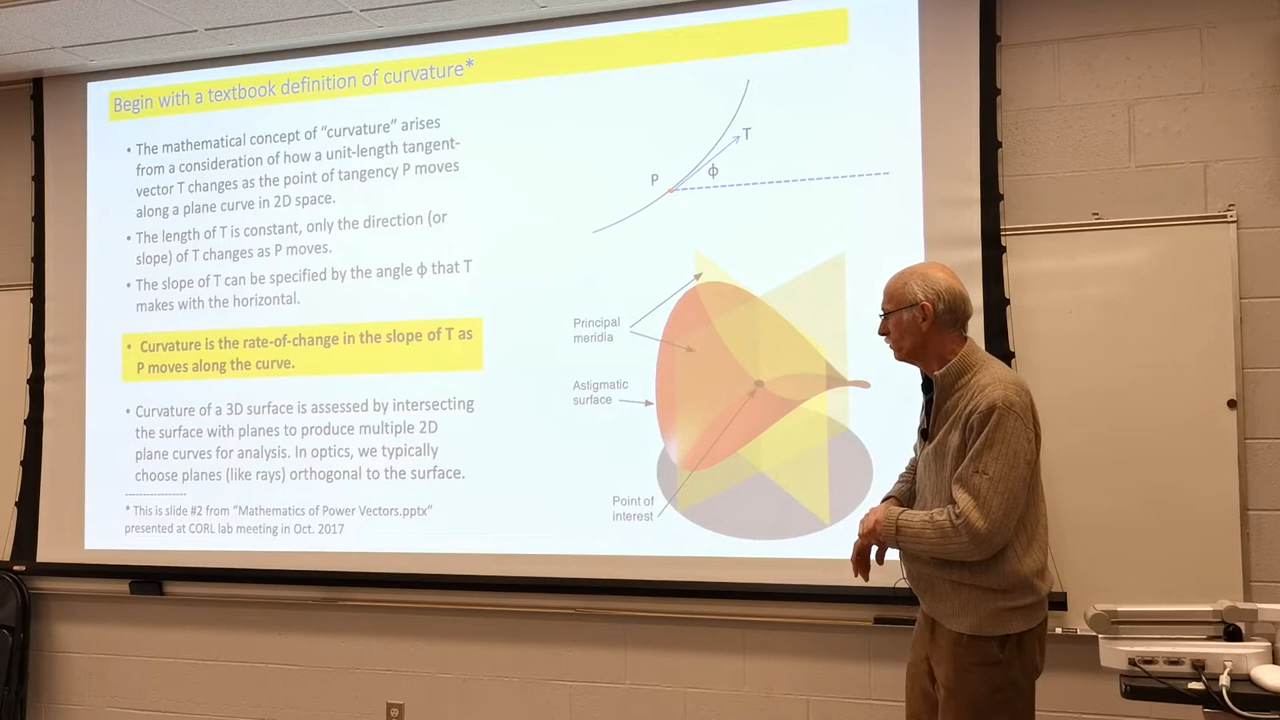 Begin with a textbook definition of curvature*
• The mathematical concept of “curvature” arises
from a consideration of how a unit-length tangent-
vector T changes as the point of tangency P moves
along a plane curve in 2D space.
• The length of T is constant, only the direction (or
slope) of T changes as P moves.
• The slope of T can be specified by the angle ϕ that T
makes with the horizontal.
• Curvature is the rate-of-change in the slope of T as
P moves along the curve.
• Curvature of a 3D surface is assessed by intersecting
the surface with planes to produce multiple 2D
plane curves for analysis. In optics, we typically
choose planes (like rays) orthogonal to the surface.
---------------
* This is slide #2 from “Mathematics of Power Vectors.pptx”
presented at CORL lab meeting in Oct. 2017
T
P
ϕ
Principal
meridia
Astigmatic
surface
Point of
interest